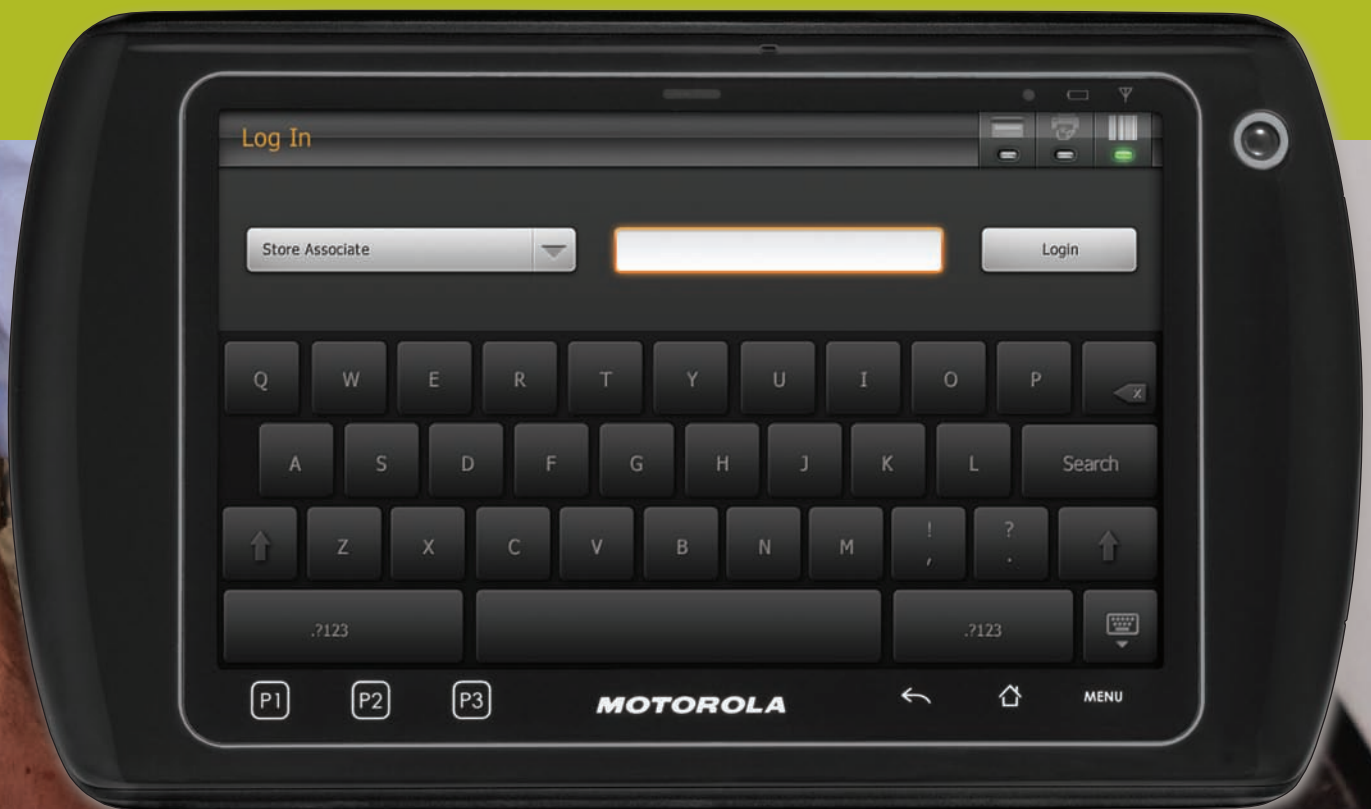 Log In
Store Associate
Login
Q W E R T Y U I O P
A S D F G H J K L Search
Z X C V B N M ! , ? .
.?123 .?123
P1 P2 P3 MOTOROLA MENU